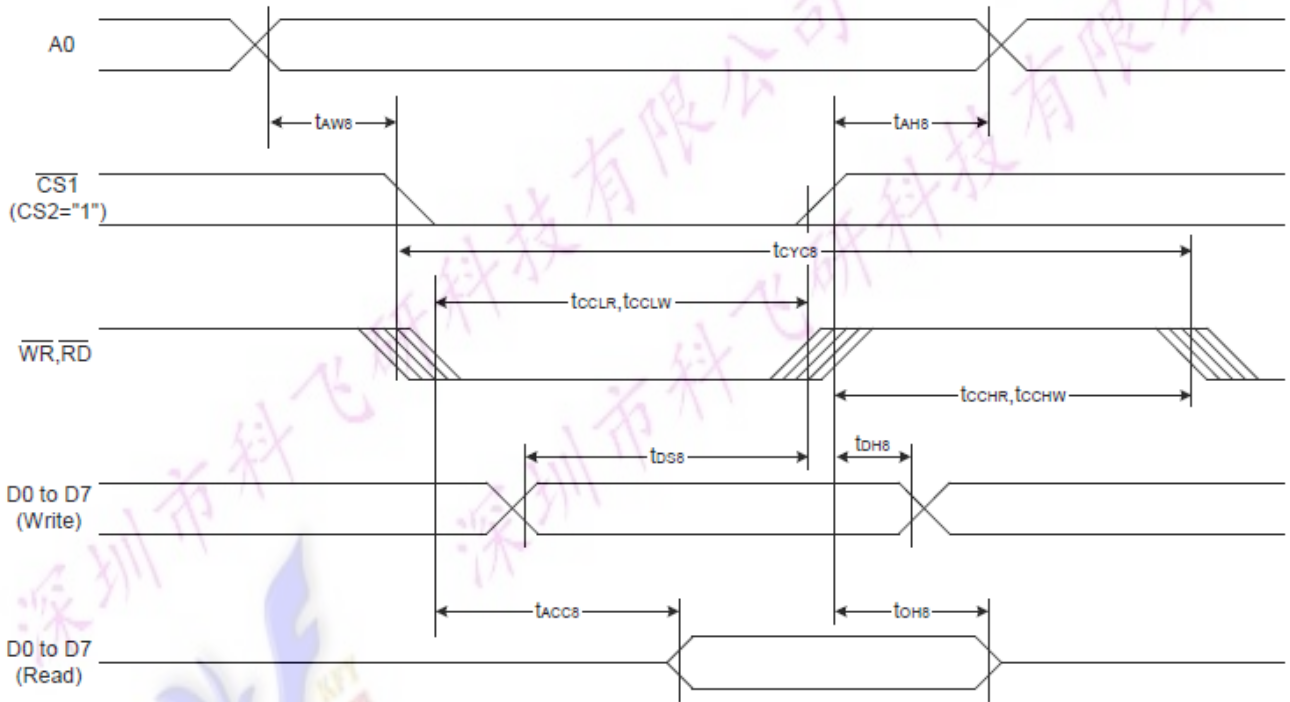 A0
tAW8
tAH8
CS1
(CS2="1")
tCYC8
tCCLR,tCCLW
WR,RD
tCCHR,tCCHW
tDS8
tDH8
D0 to D7
(Write)
tACC8
tOH8
D0 to D7
(Read)
深圳市科飞研科技有限公司
深圳市科飞研科技有限公
KFY